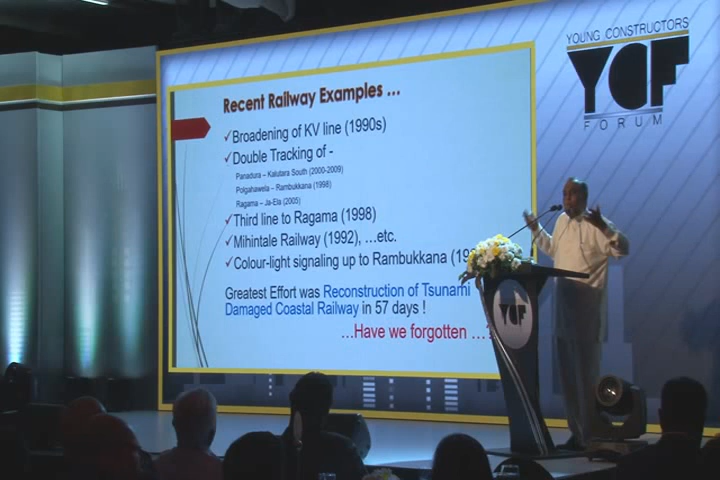 YOUNG CONSTRUCTORS
YCF
FORUM
Recent Railway Examples ...
✓Broadening of KV line (1990s)
✓Double Tracking of -
Panadura – Kalutara South (2000-2009)
Polgahawela – Rambukkana (1998)
Ragama – Ja-Ela (2005)
✓Third line to Ragama (1998)
✓Mihintale Railway (1992), ...etc.
✓Colour-light signaling up to Rambukkana (19
Greatest Effort was Reconstruction of Tsunami
Damaged Coastal Railway in 57 days !
...Have we forgotten ...
YCF